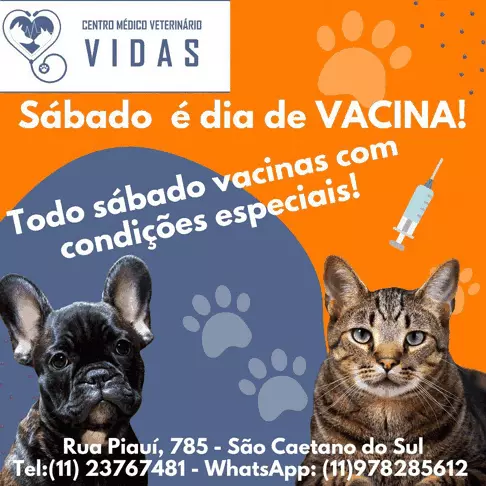 CENTRO MÉDICO VETERINÁRIO
VIDAS
Sábado é dia de VACINA!
Todo sábado vacinas com
condições especiais!
Rua Piauí, 785 - São Caetano do Sul
Tel:(11) 23767481 - WhatsApp: (11)978285612